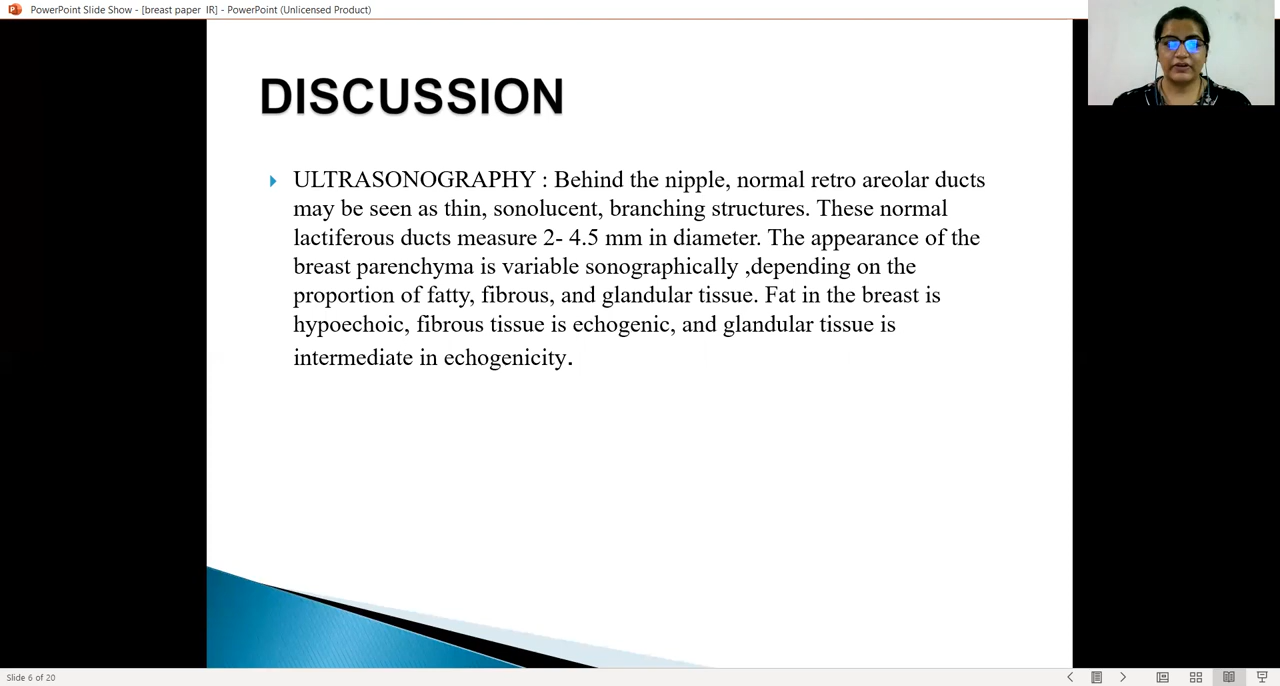 PowerPoint Slide Show - [breast paper  IR] - PowerPoint (Unlicensed Product)
DISCUSSION
ULTRASONOGRAPHY : Behind the nipple, normal retro areolar ducts
may be seen as thin, sonolucent, branching structures. These normal
lactiferous ducts measure 2- 4.5 mm in diameter. The appearance of the
breast parenchyma is variable sonographically ,depending on the
proportion of fatty, fibrous, and glandular tissue. Fat in the breast is
hypoechoic, fibrous tissue is echogenic, and glandular tissue is
intermediate in echogenicity.
Slide 6 of 20